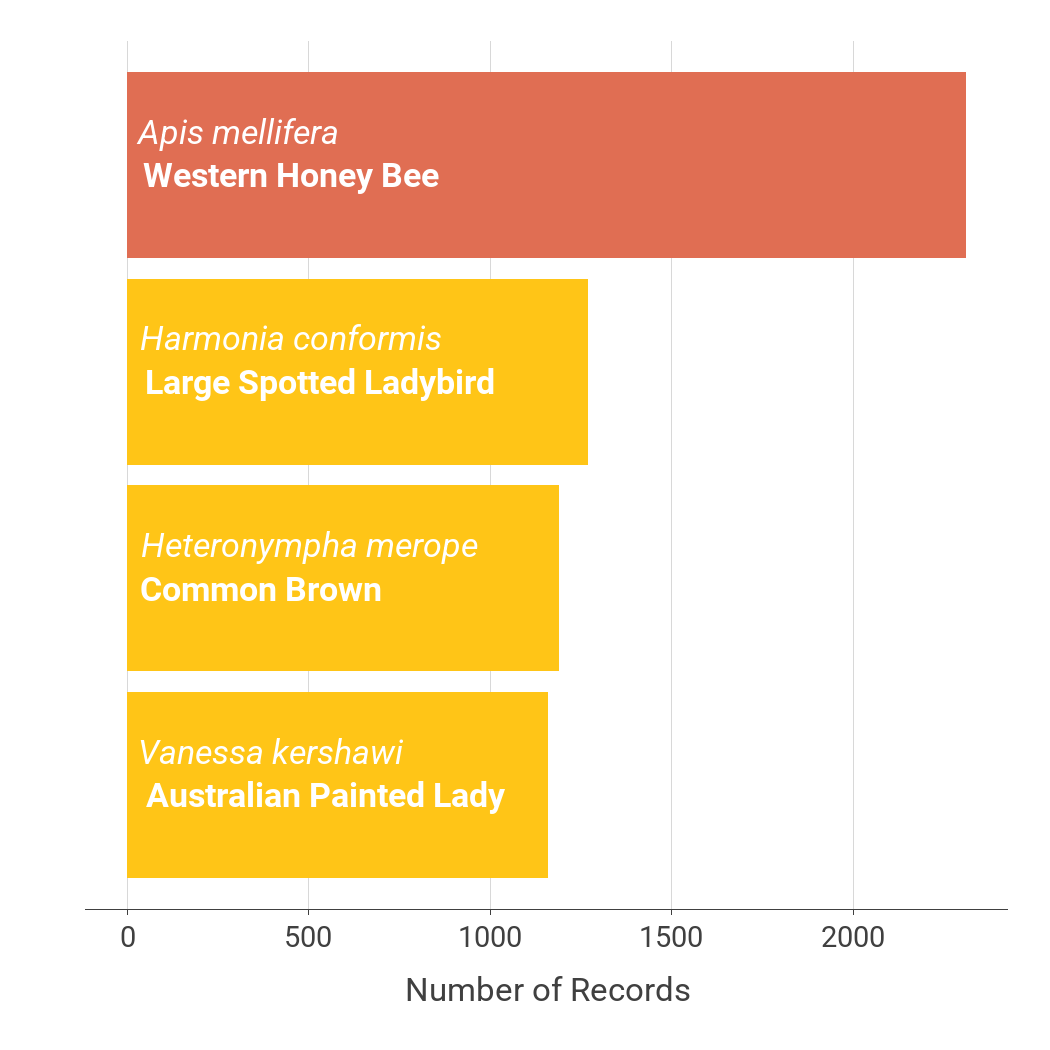 Apis mellifera
Western Honey Bee
Harmonia conformis
Large Spotted Ladybird
Heteronympha merope
Common Brown
Vanessa kershawi
Australian Painted Lady
0 500 1000 1500 2000
Number of Records